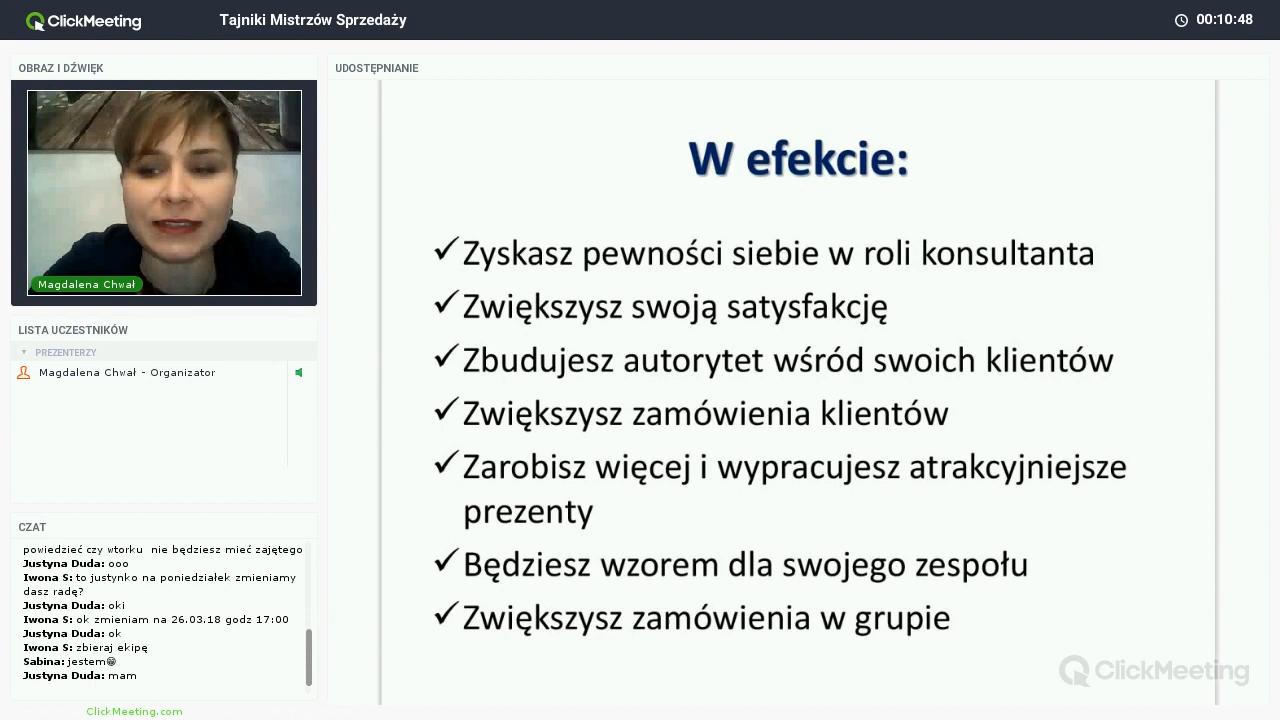 ClickMeeting
Tajniki Mistrzów Sprzedaży
00:10:48
OBRAZ I DŹWIĘK
Magdalena Chwał
LISTA UCZESTNIKÓW
PREZENTERZY
Magdalena Chwał - Organizator
CZAT
powiedzieć czy wtorku nie będziesz mieć zajętego
Justyna Duda: ooo
Iwona S: to justynko na poniedziałek zmieniamy
dasz radę?
Justyna Duda: oki
Iwona S: ok zmieniam na 26.03.18 godz 17:00
Justyna Duda: ok
Iwona S: zbieraj ekipę
Sabina: jestem😁
Justyna Duda: mam
ClickMeeting.com
UDOSTĘPNIANIE
W efekcie:
✓ Zyskasz pewności siebie w roli konsultanta
✓ Zwiększysz swoją satysfakcję
✓ Zbudujesz autorytet wśród swoich klientów
✓ Zwiększysz zamówienia klientów
✓ Zarobisz więcej i wypracujesz atrakcyjniejsze
prezenty
✓ Będziesz wzorem dla swojego zespołu
✓ Zwiększysz zamówienia w grupie
ClickMeeting